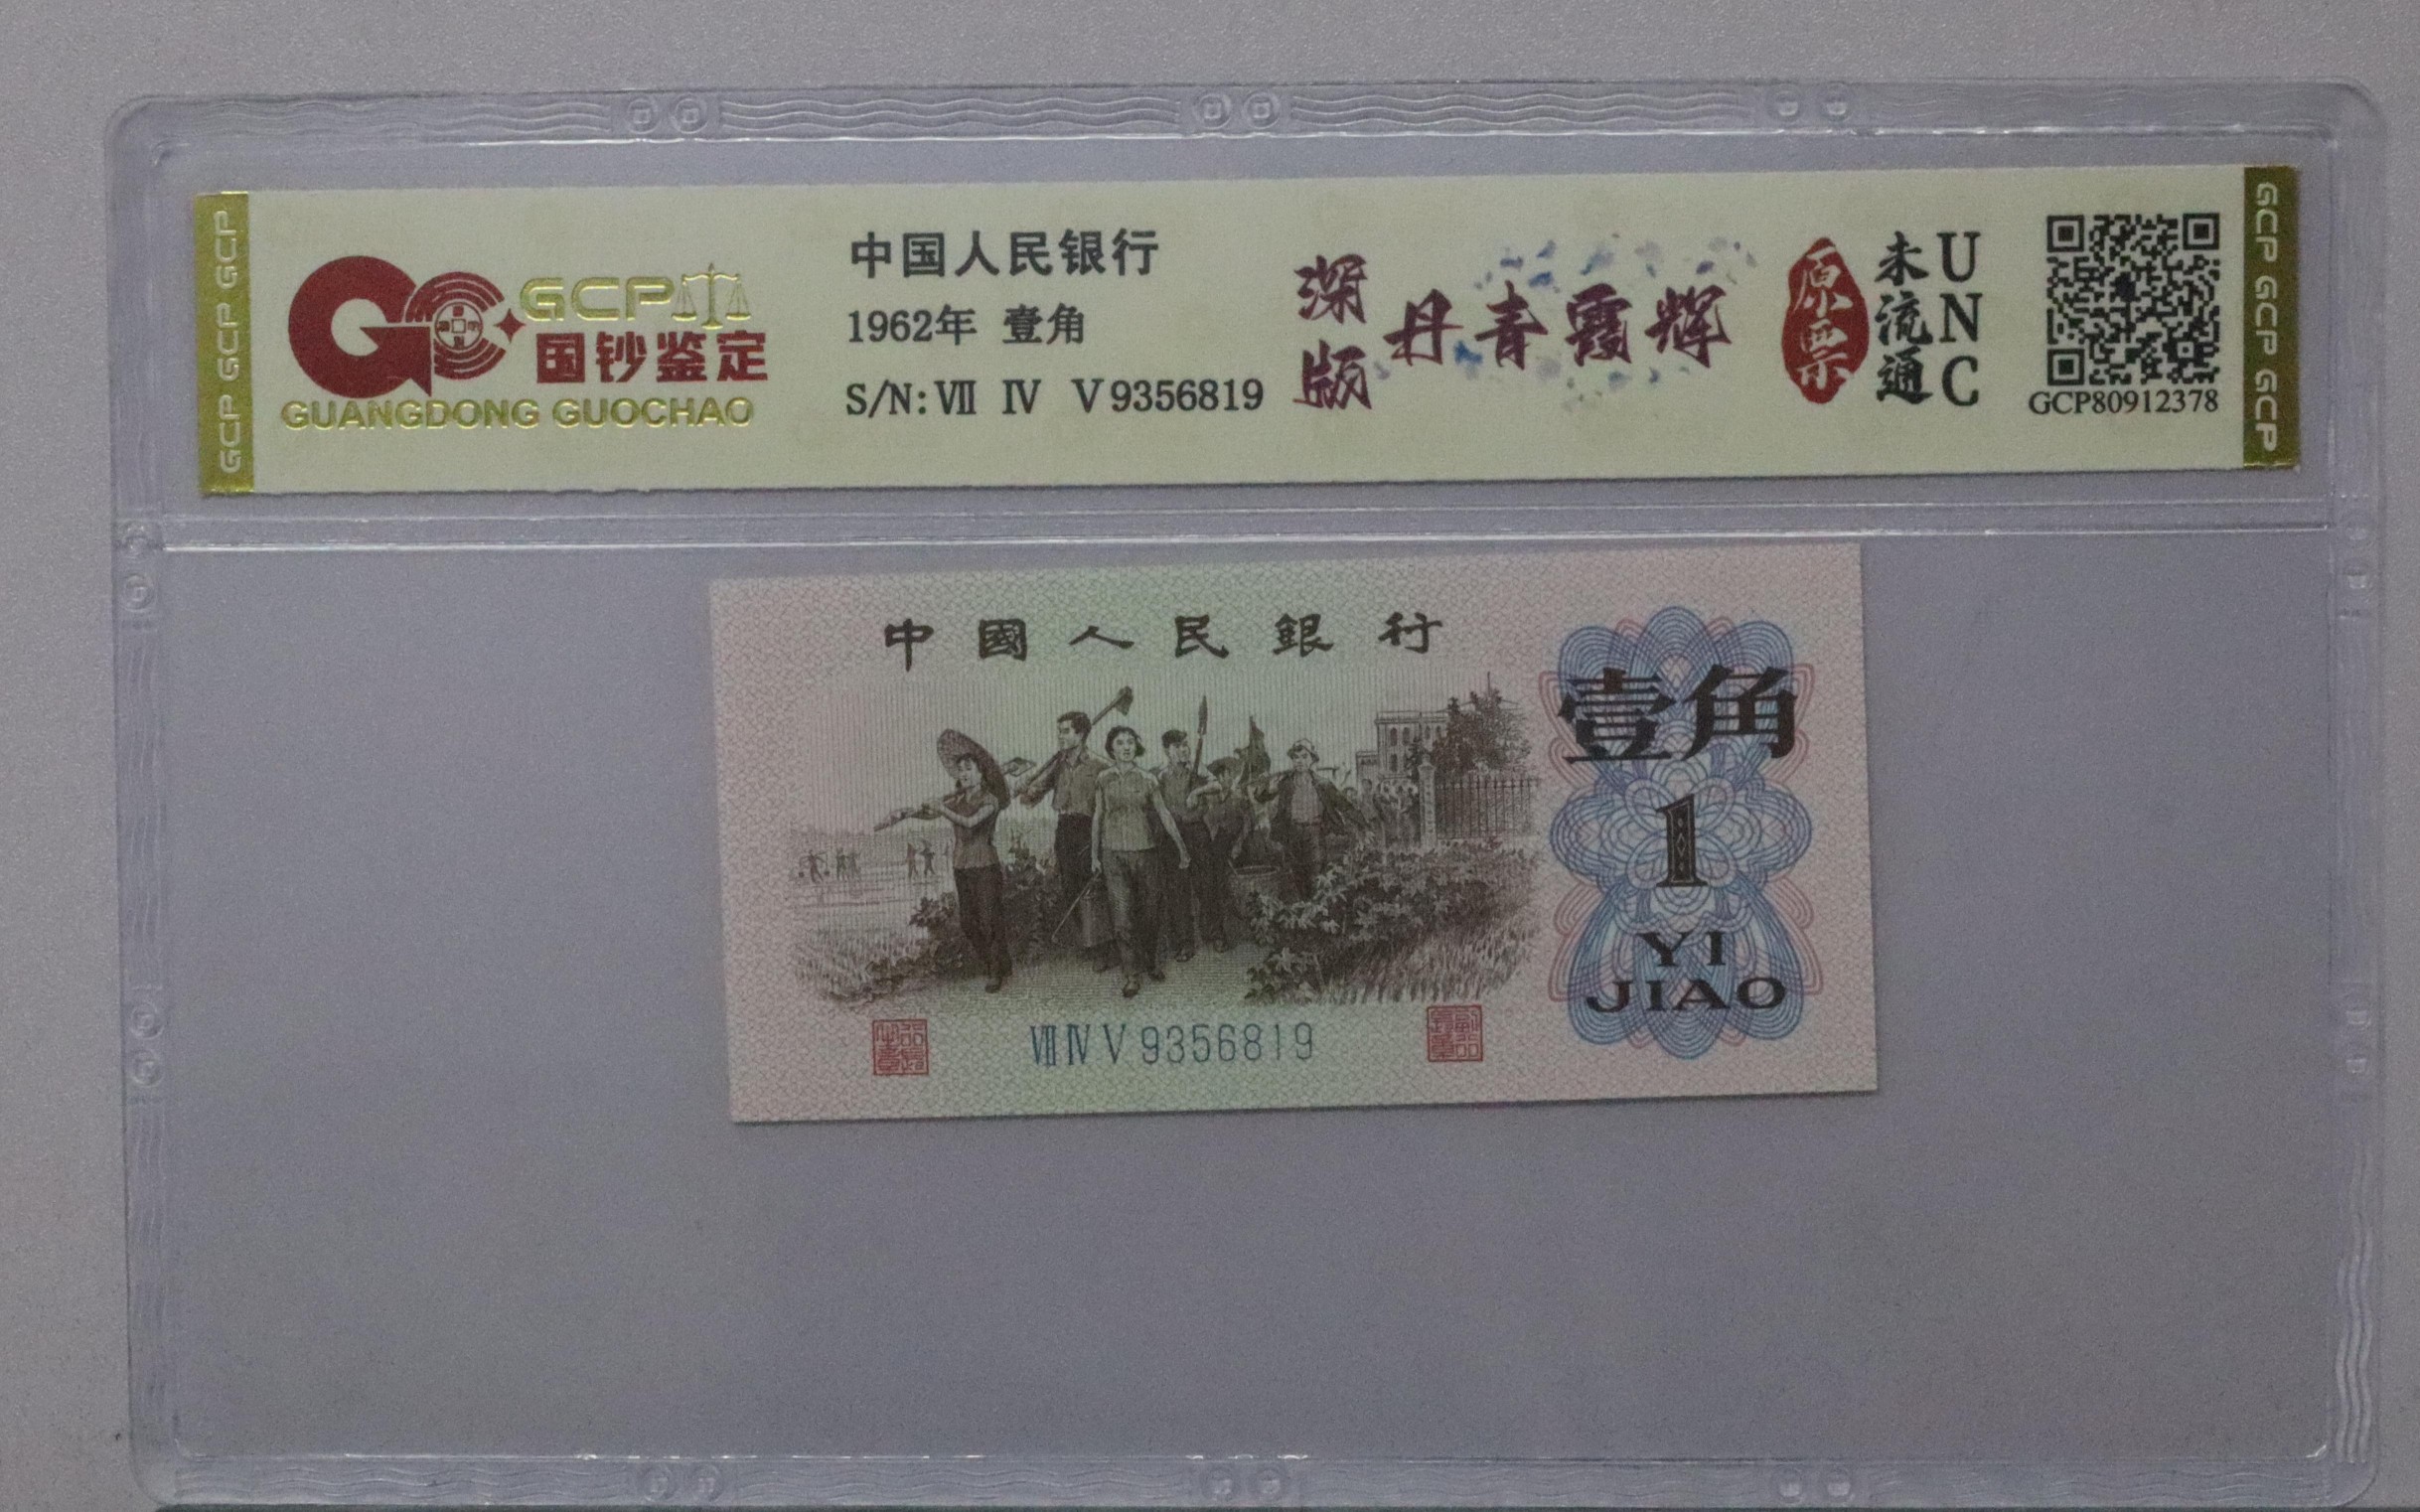 GCP GCP GCP
GCP
国钞鉴定
GUANGDONG GUOCHAO
中国人民银行
1962年 壹角
S/N: Ⅶ Ⅳ Ⅴ 9356819
深版
丹青霞辉
原票
未流通
UNC
GCP80912378
GCP GCP GCP
中國人民銀行
壹角
1
YI
JIAO
Ⅶ Ⅳ Ⅴ 9356819